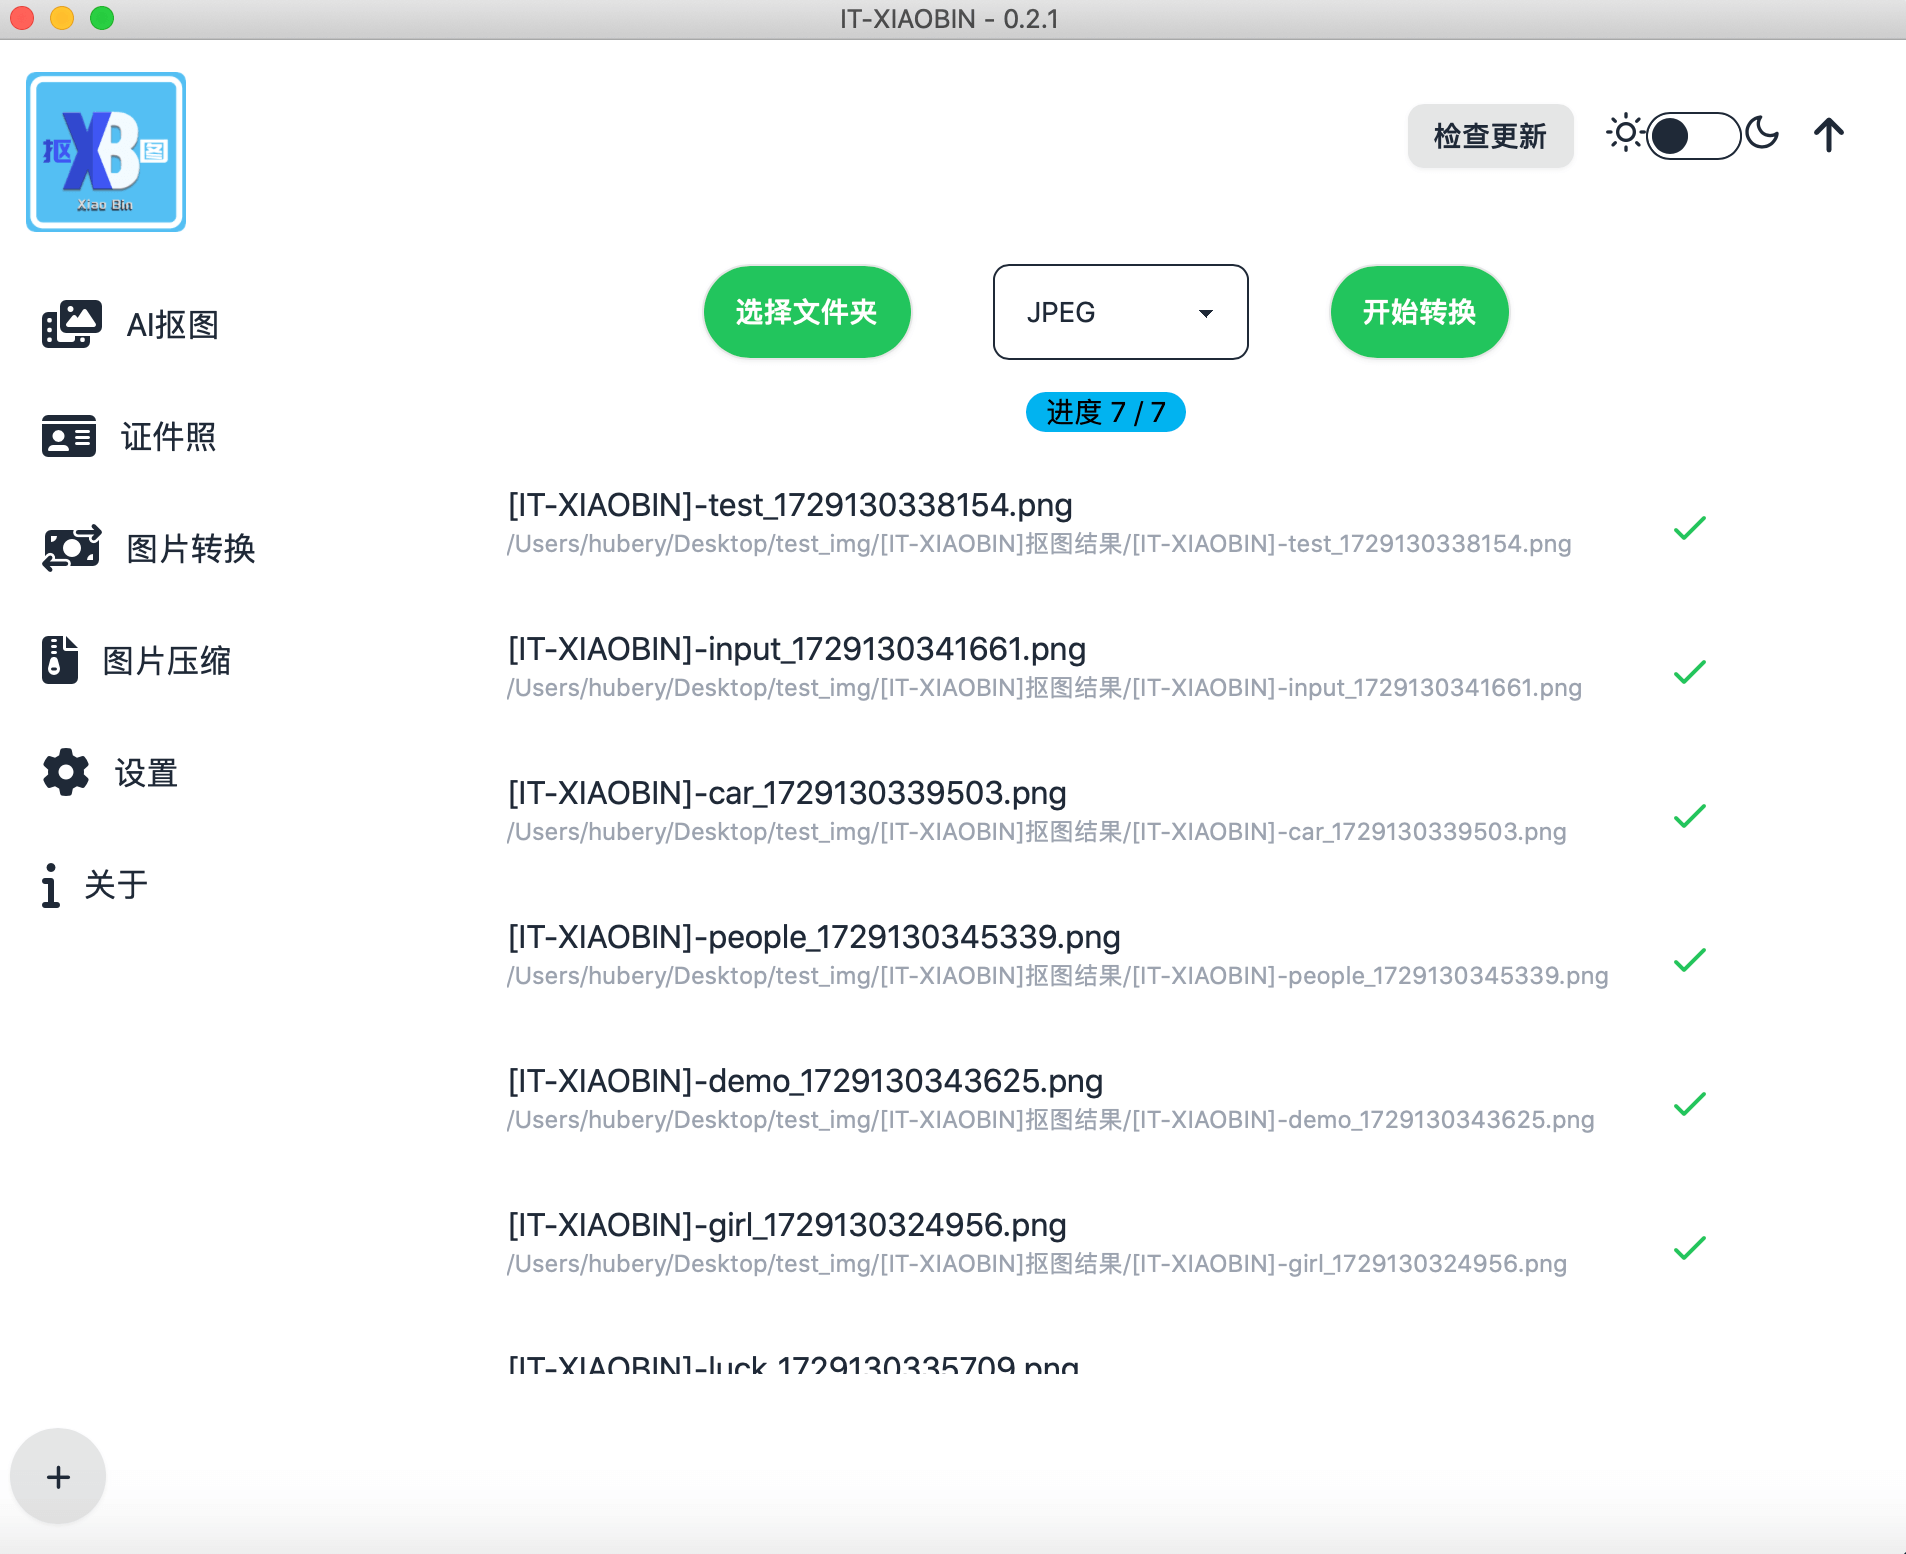 IT-XIAOBIN - 0.2.1
抠 XB 图
Xiao Bin
检查更新
选择文件夹
JPEG
开始转换
进度 7 / 7
AI抠图
证件照
图片转换
图片压缩
设置
关于
[IT-XIAOBIN]-test_1729130338154.png
/Users/hubery/Desktop/test_img/[IT-XIAOBIN]抠图结果/[IT-XIAOBIN]-test_1729130338154.png
[IT-XIAOBIN]-input_1729130341661.png
/Users/hubery/Desktop/test_img/[IT-XIAOBIN]抠图结果/[IT-XIAOBIN]-input_1729130341661.png
[IT-XIAOBIN]-car_1729130339503.png
/Users/hubery/Desktop/test_img/[IT-XIAOBIN]抠图结果/[IT-XIAOBIN]-car_1729130339503.png
[IT-XIAOBIN]-people_1729130345339.png
/Users/hubery/Desktop/test_img/[IT-XIAOBIN]抠图结果/[IT-XIAOBIN]-people_1729130345339.png
[IT-XIAOBIN]-demo_1729130343625.png
/Users/hubery/Desktop/test_img/[IT-XIAOBIN]抠图结果/[IT-XIAOBIN]-demo_1729130343625.png
[IT-XIAOBIN]-girl_1729130324956.png
/Users/hubery/Desktop/test_img/[IT-XIAOBIN]抠图结果/[IT-XIAOBIN]-girl_1729130324956.png
[IT-XIAOBIN]-luck_1729130335709.png